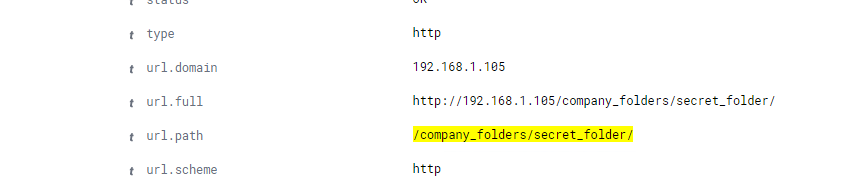 t status OK
t type http
t url.domain 192.168.1.105
t url.full http://192.168.1.105/company_folders/secret_folder/
t url.path /company_folders/secret_folder/
t url.scheme http